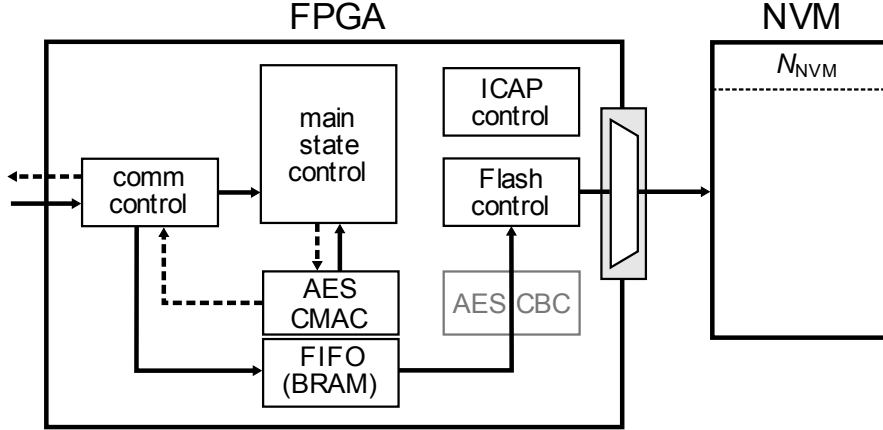 FPGA
NVM
main
state
control
ICAP
control
N_NVM
comm
control
Flash
control
AES
CMAC
AES CBC
FIFO
(BRAM)